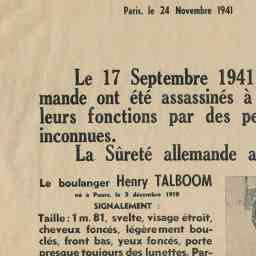 Paris, le 24 Novembre 1941
Le 17 Septembre 1941
mande ont été assassinés à
leurs fonctions par des pe
inconnues.
La Sûreté allemande a
Le boulanger Henry TALBOOM
né à Puurs, le 3 décembre 1918
SIGNALEMENT :
Taille : 1 m. 81, svelte, visage étroit,
cheveux foncés, légèrement bou-
clés, front bas, yeux foncés, porte
presque toujours des lunettes. Par-